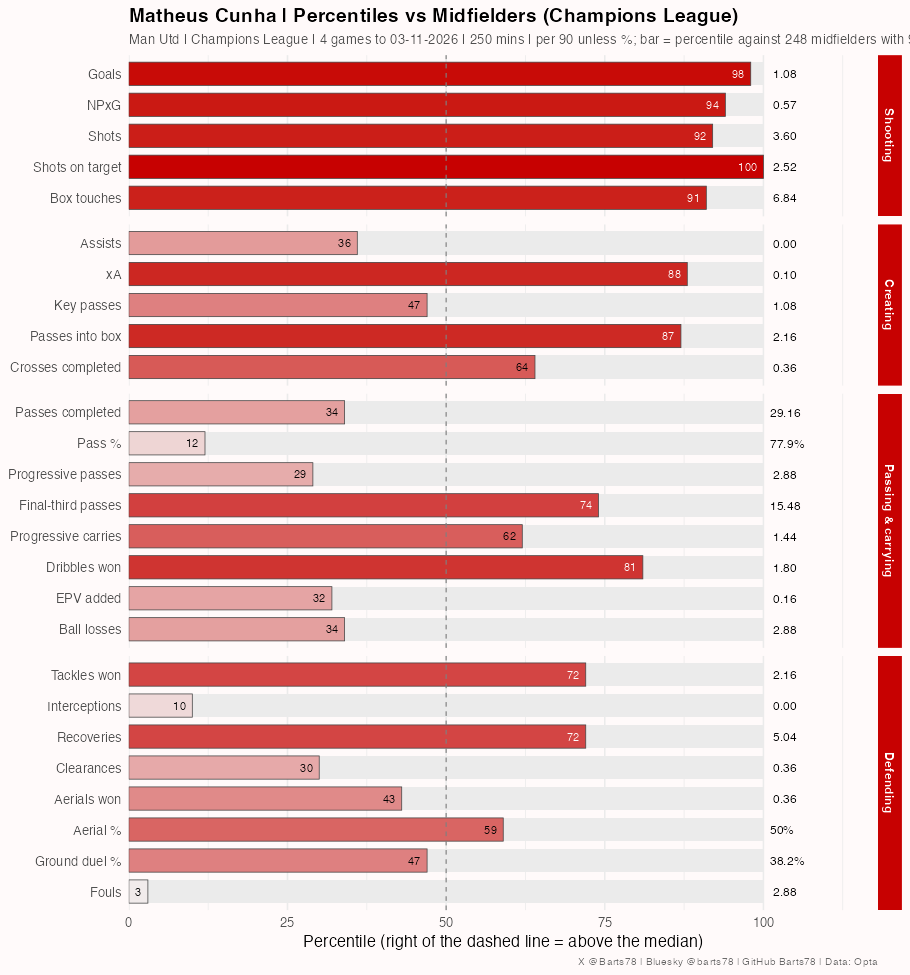 Matheus Cunha | Percentiles vs Midfielders (Champions League)
Man Utd | Champions League | 4 games to 03-11-2026 | 250 mins | per 90 unless %; bar = percentile against 248 midfielders with
Goals 98 1.08
NPxG 94 0.57
Shots 92 3.60
Shots on target 100 2.52
Box touches 91 6.84
Shooting
Assists 36 0.00
xA 88 0.10
Key passes 47 1.08
Passes into box 87 2.16
Crosses completed 64 0.36
Creating
Passes completed 34 29.16
Pass % 12 77.9%
Progressive passes 29 2.88
Final-third passes 74 15.48
Progressive carries 62 1.44
Dribbles won 81 1.80
EPV added 32 0.16
Ball losses 34 2.88
Passing & carrying
Tackles won 72 2.16
Interceptions 10 0.00
Recoveries 72 5.04
Clearances 30 0.36
Aerials won 43 0.36
Aerial % 59 50%
Ground duel % 47 38.2%
Fouls 3 2.88
Defending
0 25 50 75 100
Percentile (right of the dashed line = above the median)
X @Barts78 | Bluesky @barts78 | GitHub Barts78 | Data: Opta